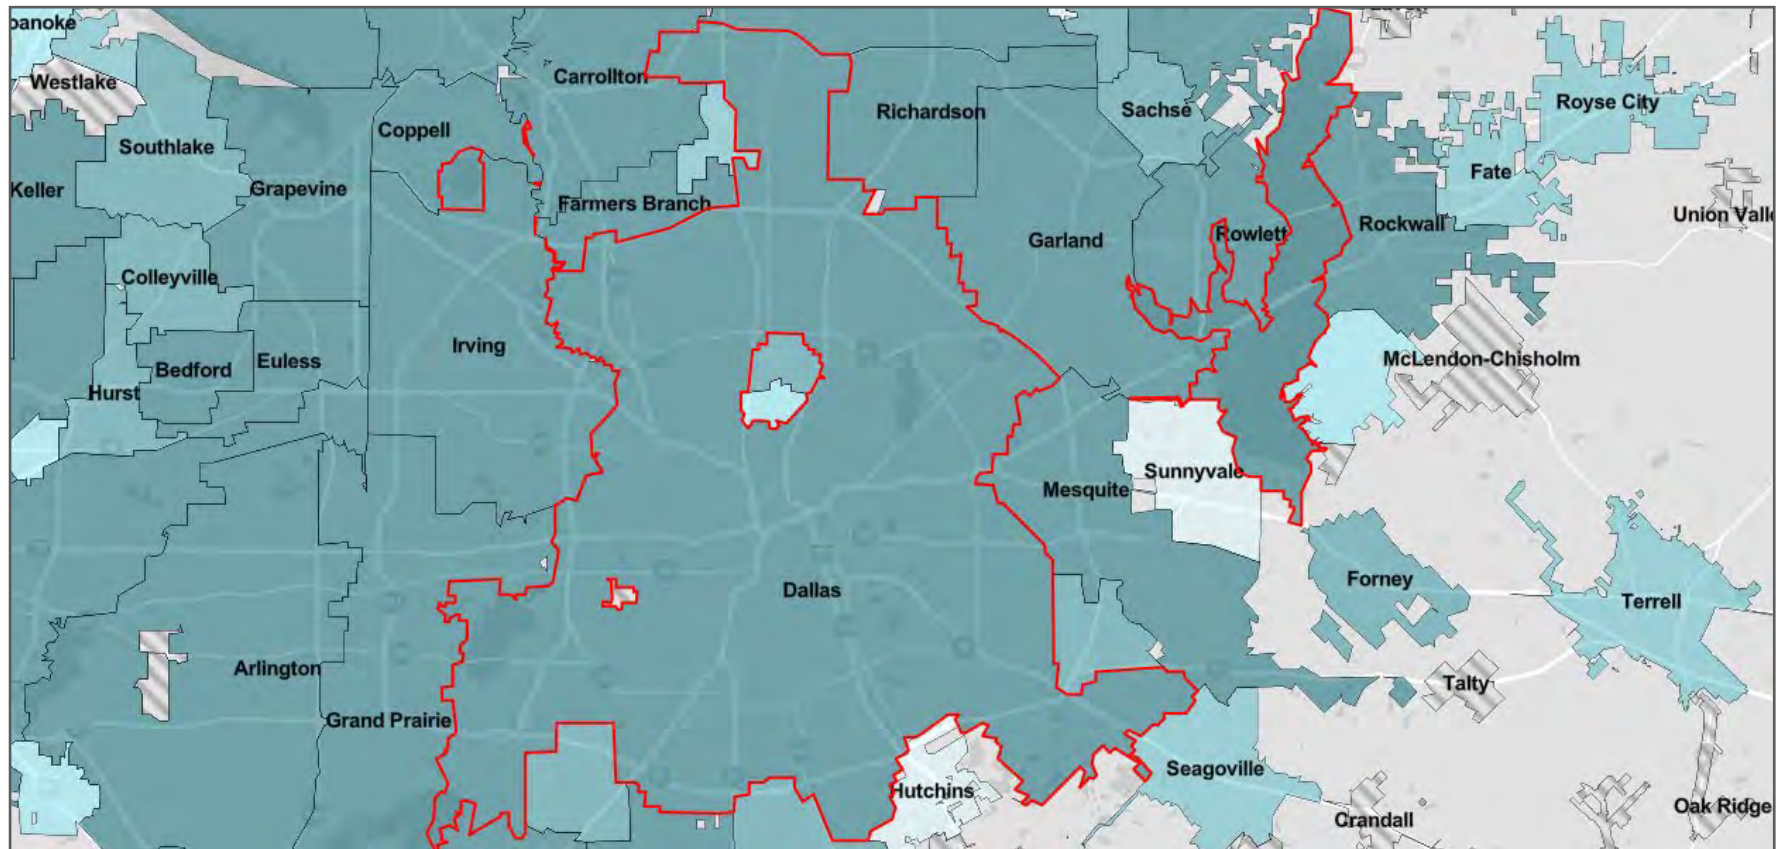 oanoke
Westlake
Carrollton
Royse City
Richardson
Sachse
Coppell
Southlake
Fate
Keller
Grapevine
Farmers Branch
Union Vall
Rockwall
Rowlett
Garland
Colleyville
Irving
McLendon-Chisholm
Euless
Bedford
Hurst
Sunnyvale
Mesquite
Forney
Dallas
Terrell
Arlington
Talty
Grand Prairie
Seagoville
Hutchins
Oak Ridge
Crandall